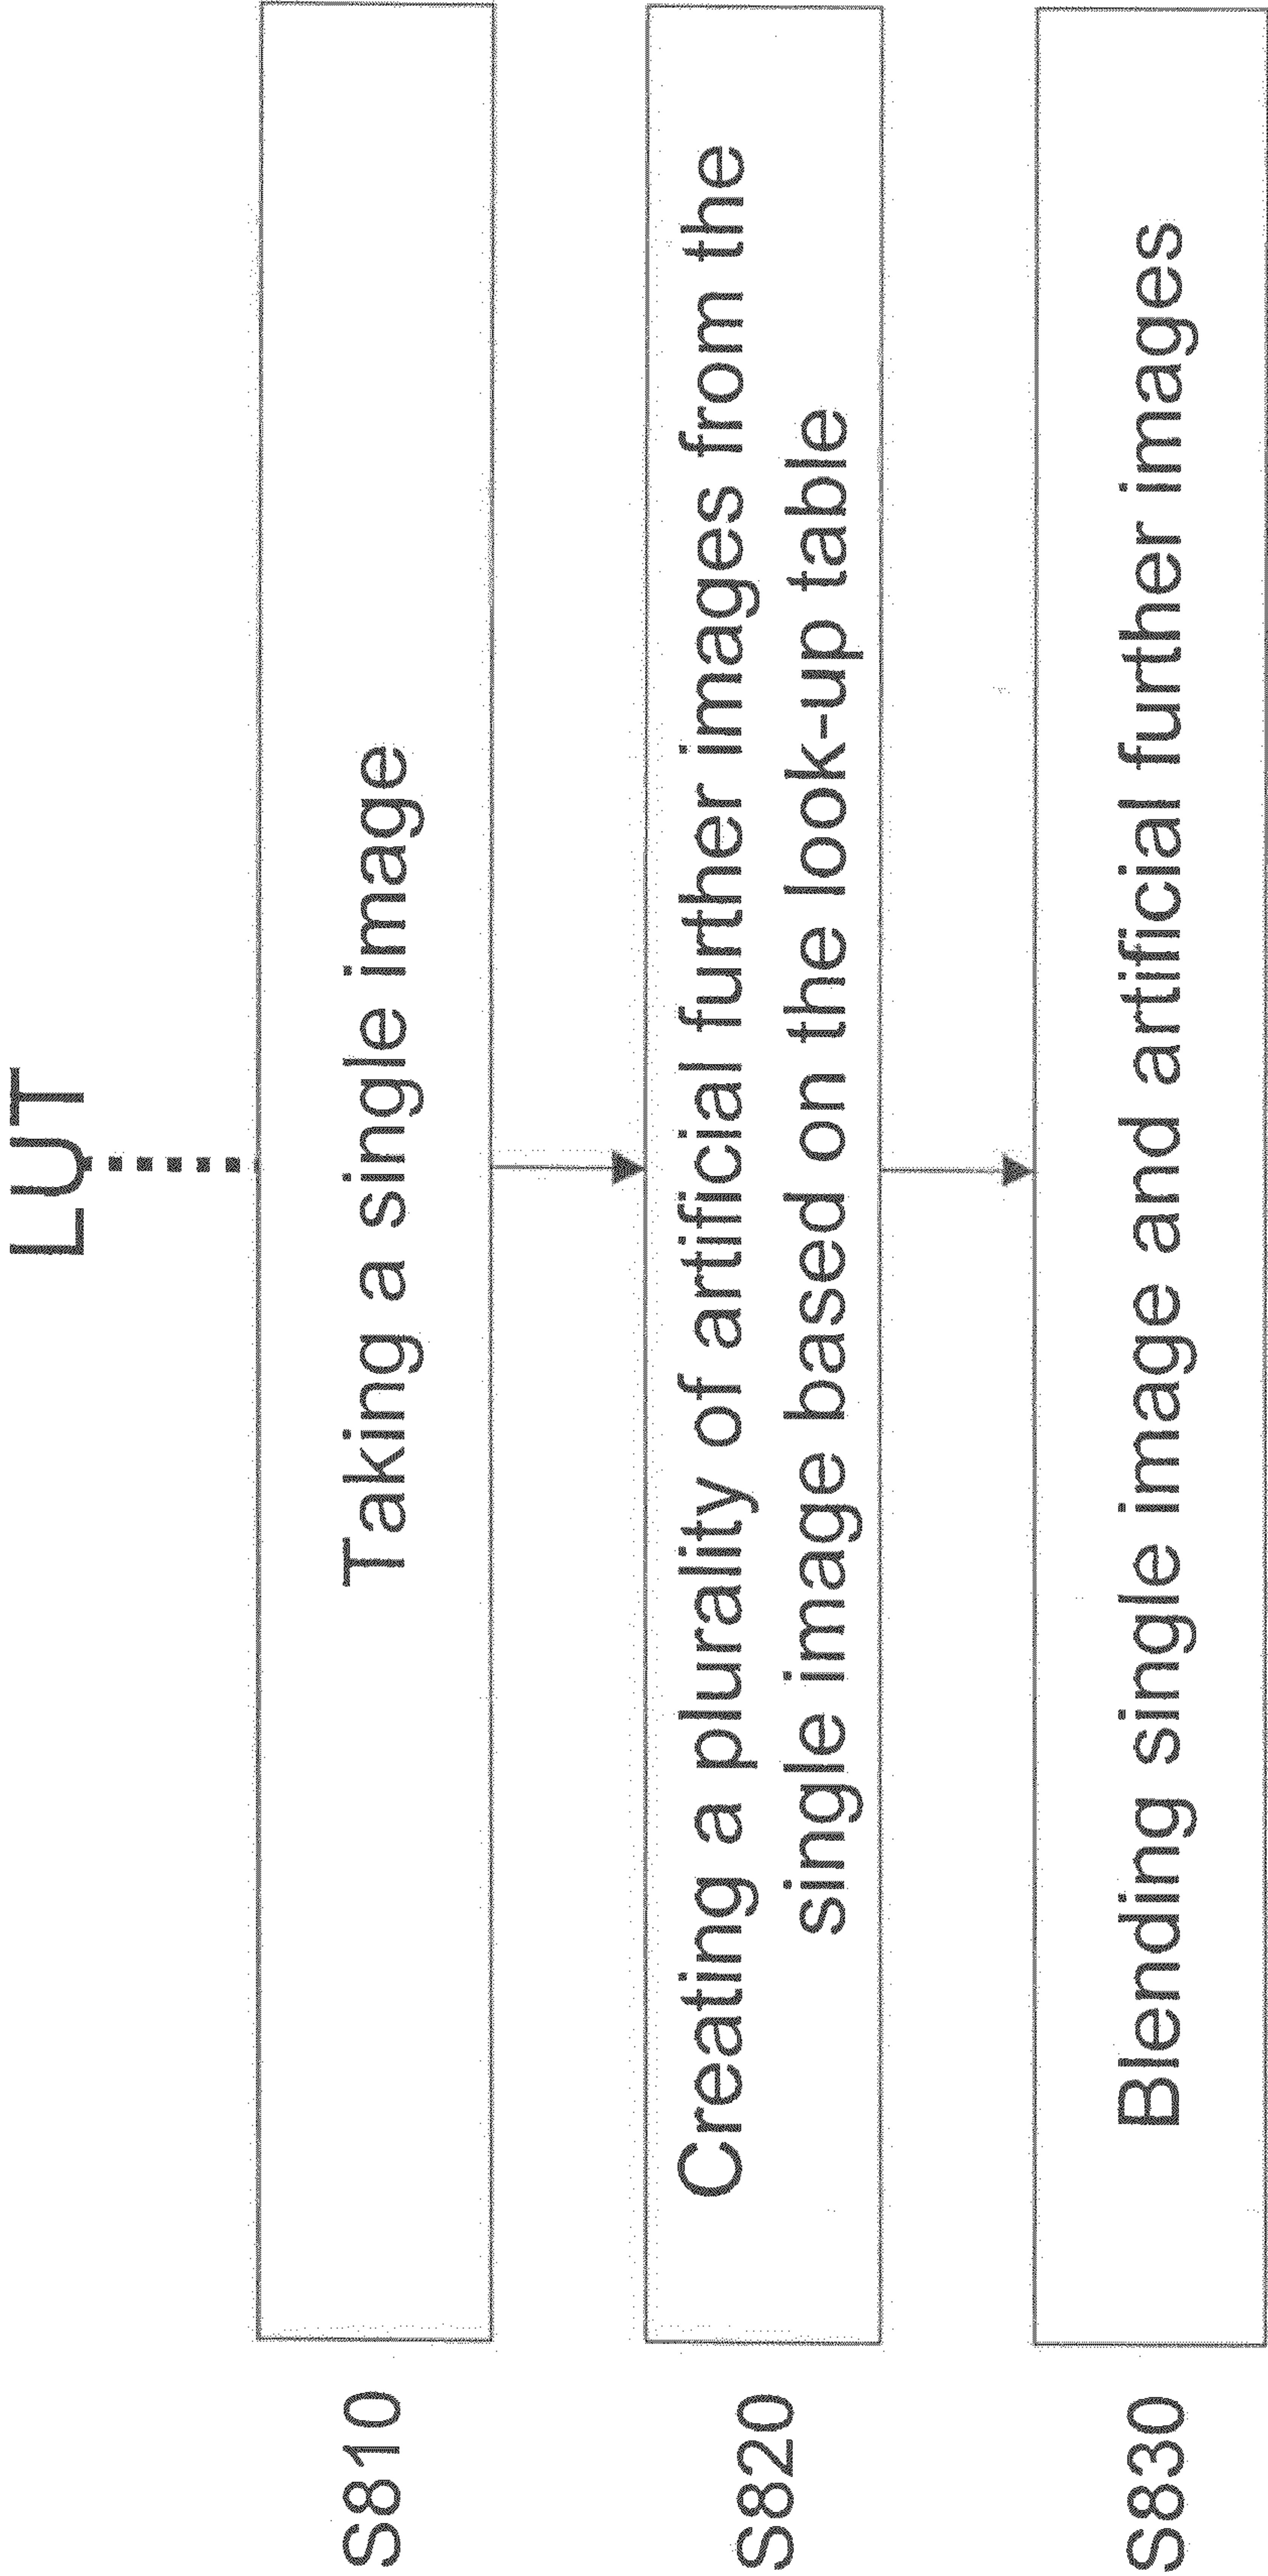 LUT
S810
Taking a single image
S820
Creating a plurality of artificial further images from the
single image based on the look-up table
S830
Blending single image and artificial further images